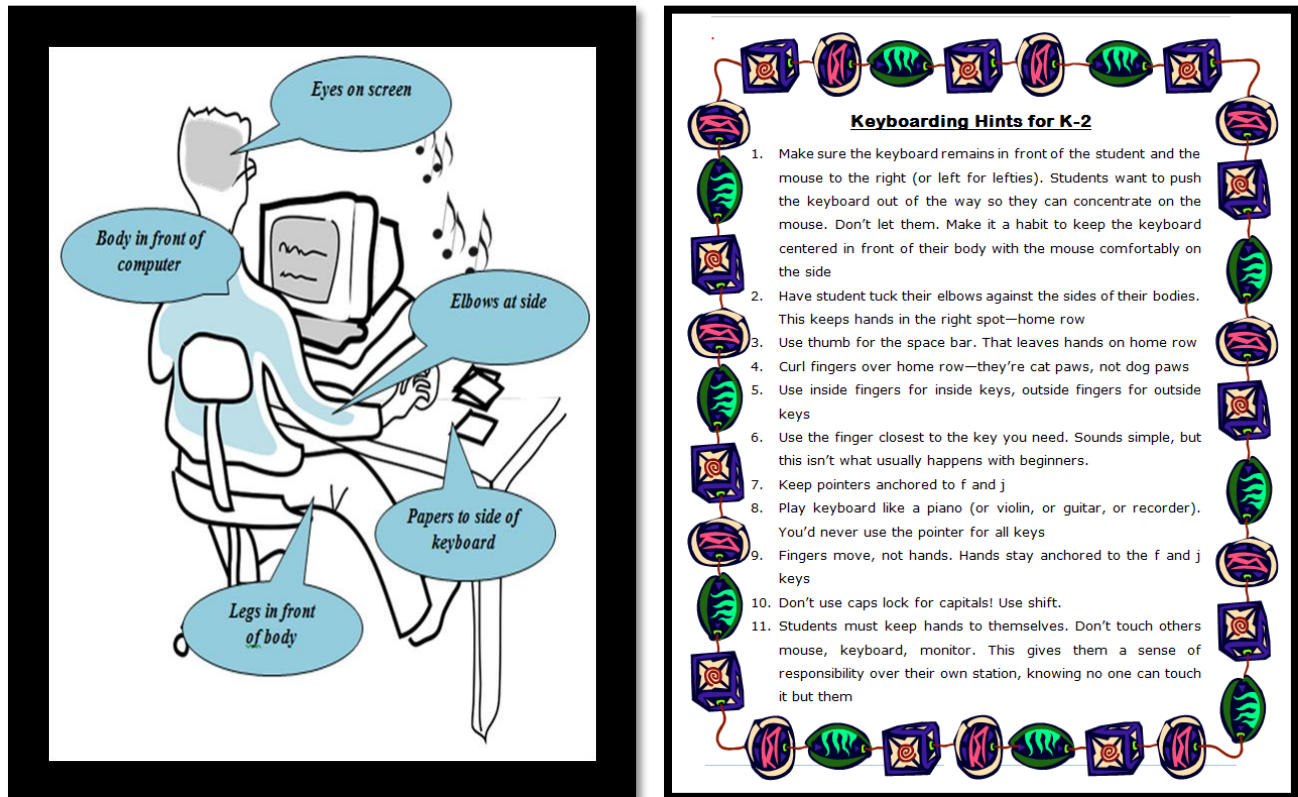 Eyes on screen
Body in front of
computer
Elbows at side
Papers to side of
keyboard
Legs in front
of body
Keyboarding Hints for K-2
1. Make sure the keyboard remains in front of the student and the
mouse to the right (or left for lefties). Students want to push
the keyboard out of the way so they can concentrate on the
mouse. Don’t let them. Make it a habit to keep the keyboard
centered in front of their body with the mouse comfortably on
the side
2. Have student tuck their elbows against the sides of their bodies.
This keeps hands in the right spot—home row
3. Use thumb for the space bar. That leaves hands on home row
4. Curl fingers over home row—they’re cat paws, not dog paws
5. Use inside fingers for inside keys, outside fingers for outside
keys
6. Use the finger closest to the key you need. Sounds simple, but
this isn’t what usually happens with beginners.
7. Keep pointers anchored to f and j
8. Play keyboard like a piano (or violin, or guitar, or recorder).
You’d never use the pointer for all keys
9. Fingers move, not hands. Hands stay anchored to the f and j
keys
10. Don’t use caps lock for capitals! Use shift.
11. Students must keep hands to themselves. Don’t touch others
mouse, keyboard, monitor. This gives them a sense of
responsibility over their own station, knowing no one can touch
it but them